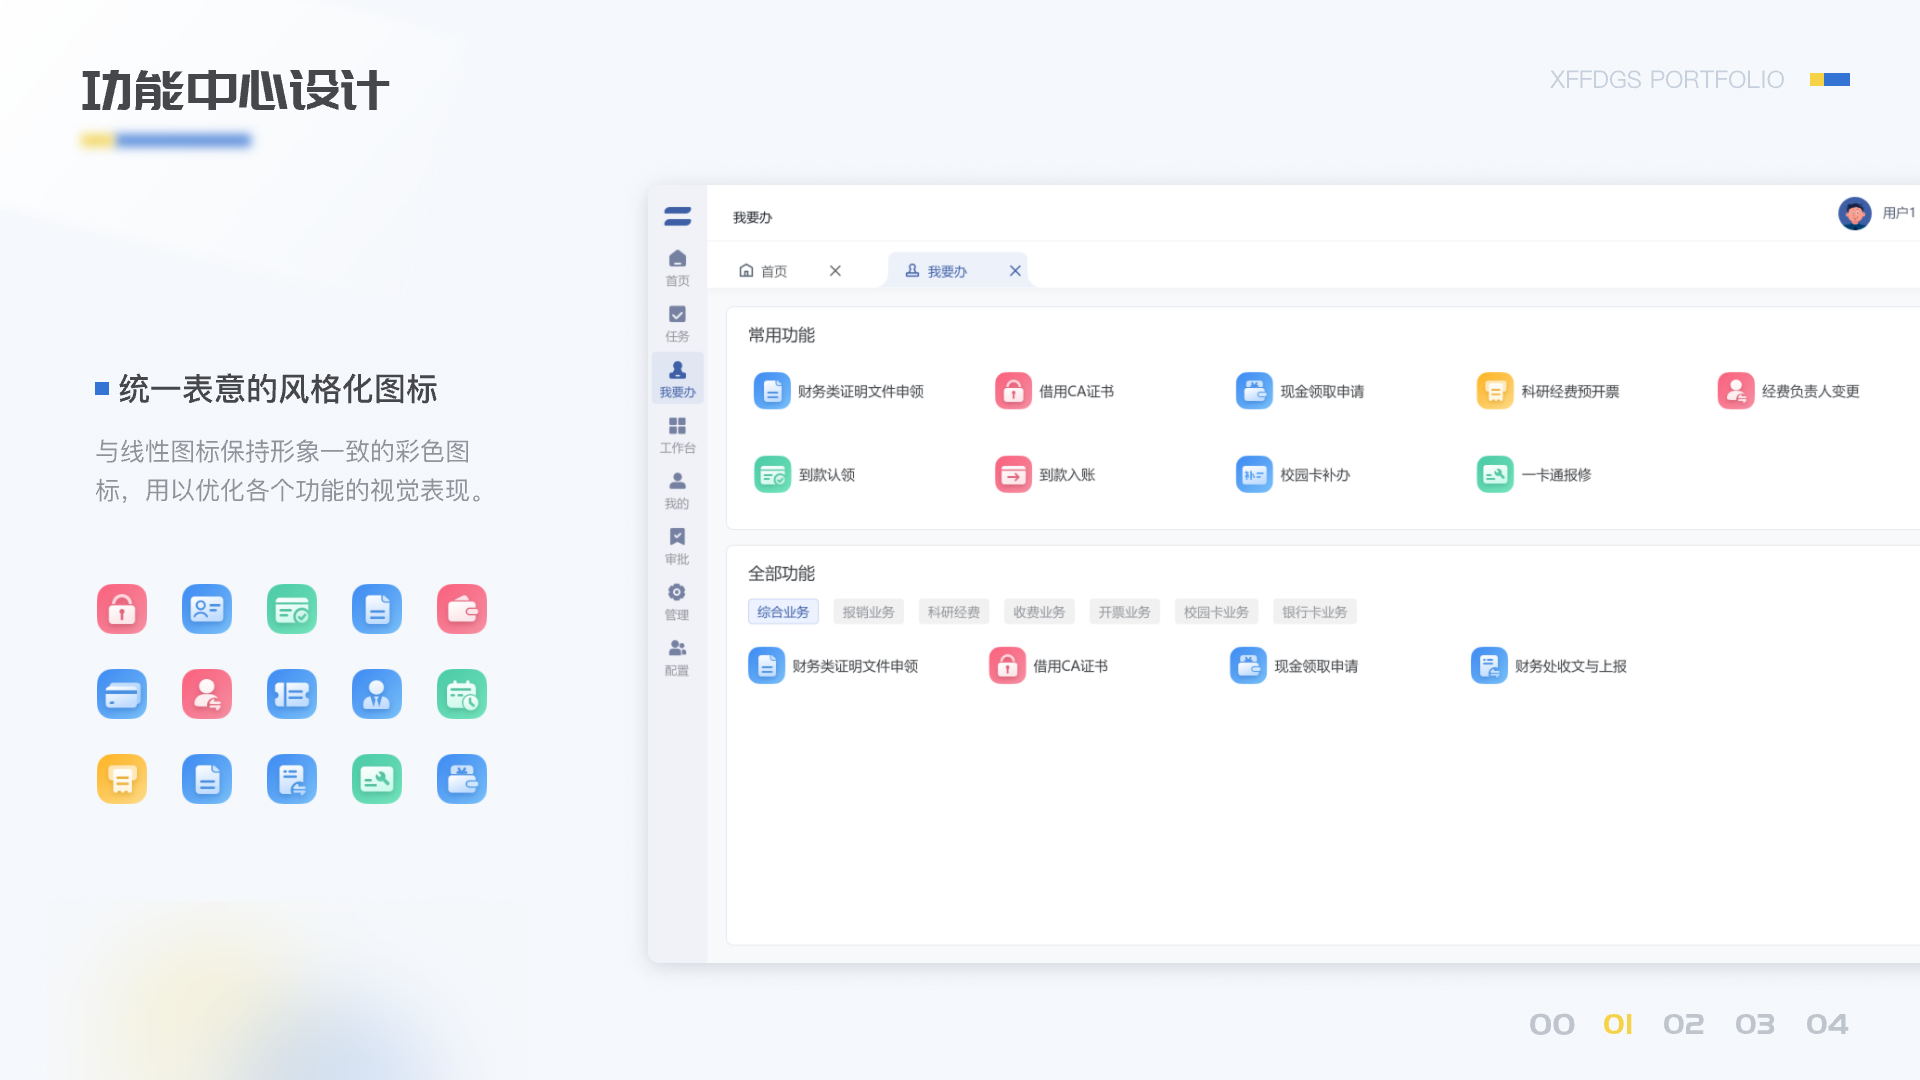 功能中心设计
XFFDGS PORTFOLIO
统一表意的风格化图标
与线性图标保持形象一致的彩色图
标，用以优化各个功能的视觉表现。
首页
任务
我要办
工作台
我的
审批
管理
配置
我要办
用户1
首页
我要办
常用功能
财务类证明文件申领
借用CA证书
现金领取申请
科研经费预开票
经费负责人变更
到款认领
到款入账
校园卡补办
一卡通报修
全部功能
综合业务
报销业务
科研经费
收费业务
开票业务
校园卡业务
银行卡业务
财务类证明文件申领
借用CA证书
现金领取申请
财务处收文与上报
00 01 02 03 04